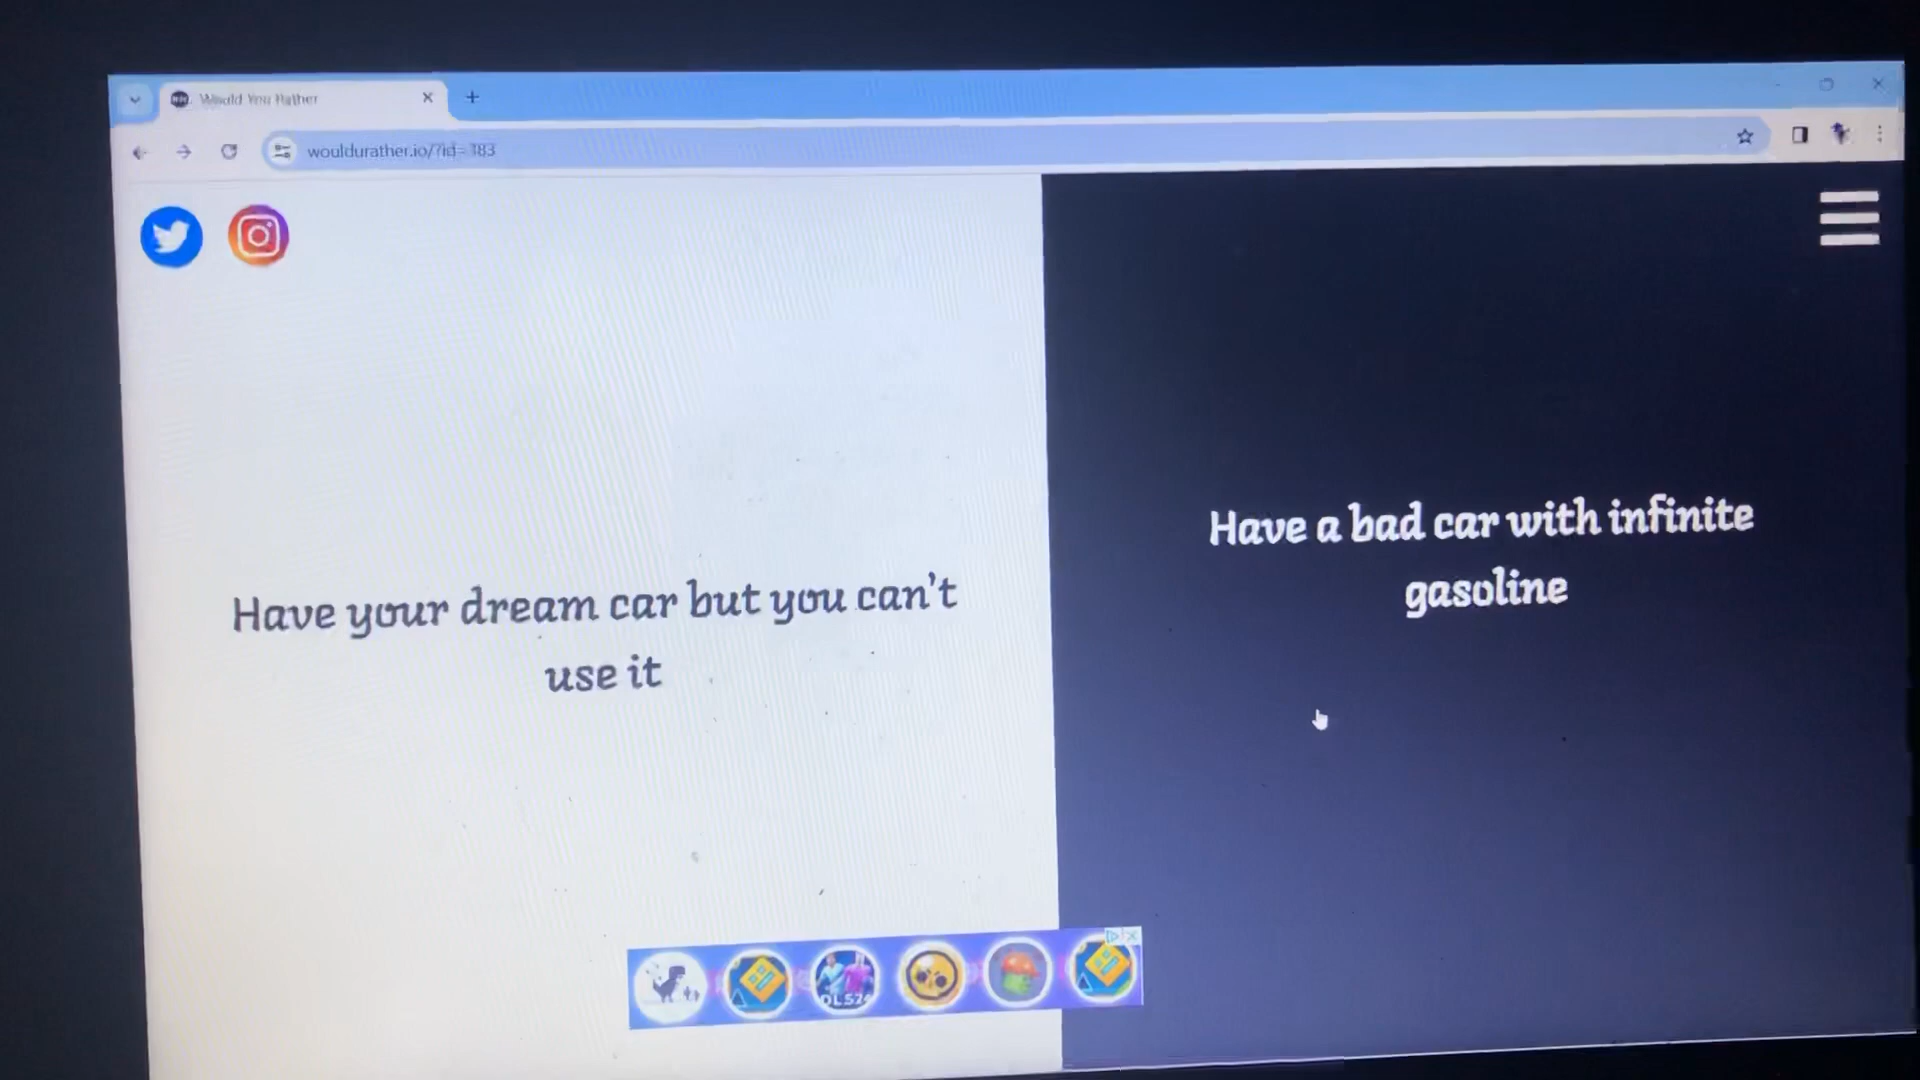 Would You Rather
wouldurather.io/?id=183
Have your dream car but you can't
use it
Have a bad car with infinite
gasoline
DLS24